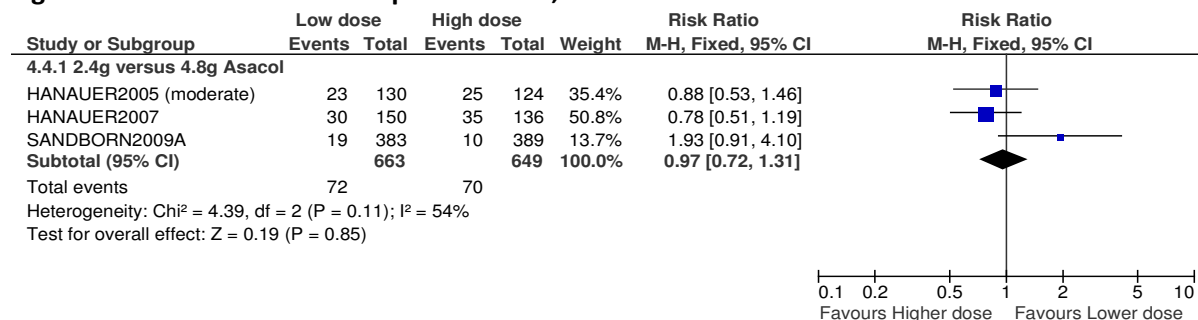 Low dose High dose Risk Ratio Risk Ratio
Study or Subgroup Events Total Events Total Weight M-H, Fixed, 95% CI M-H, Fixed, 95% CI
4.4.1 2.4g versus 4.8g Asacol
HANAUER2005 (moderate) 23 130 25 124 35.4% 0.88 [0.53, 1.46]
HANAUER2007 30 150 35 136 50.8% 0.78 [0.51, 1.19]
SANDBORN2009A 19 383 10 389 13.7% 1.93 [0.91, 4.10]
Subtotal (95% CI) 663 649 100.0% 0.97 [0.72, 1.31]
Total events 72 70
Heterogeneity: Chi² = 4.39, df = 2 (P = 0.11); I² = 54%
Test for overall effect: Z = 0.19 (P = 0.85)
0.1 0.2 0.5 1 2 5 10
Favours Higher dose Favours Lower dose